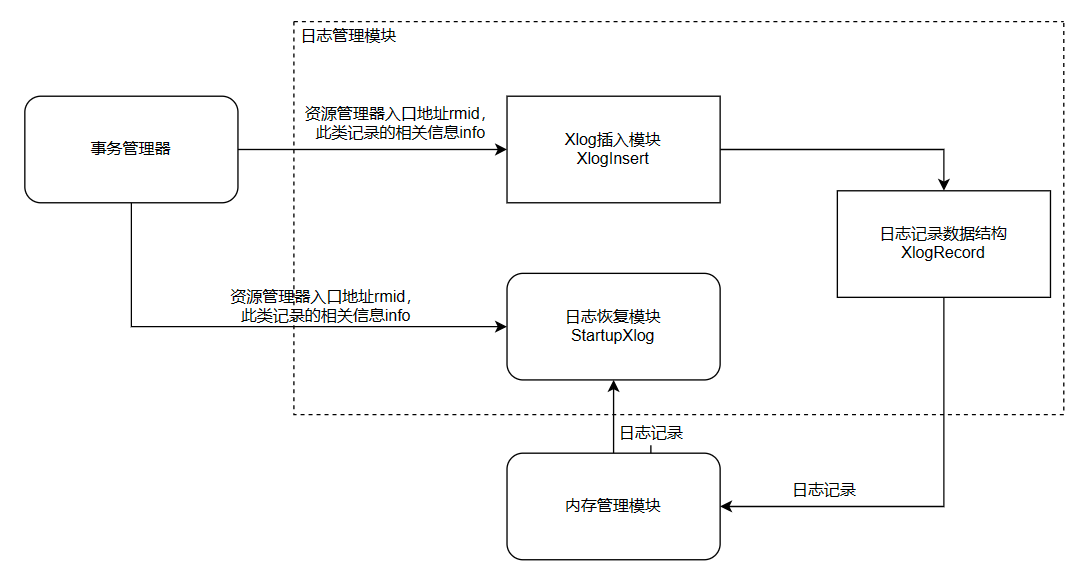 日志管理模块
事务管理器
资源管理器入口地址rmid，
此类记录的相关信息info
Xlog插入模块
XlogInsert
日志记录数据结构
XlogRecord
资源管理器入口地址rmid，
此类记录的相关信息info
日志恢复模块
StartupXlog
日志记录
内存管理模块
日志记录